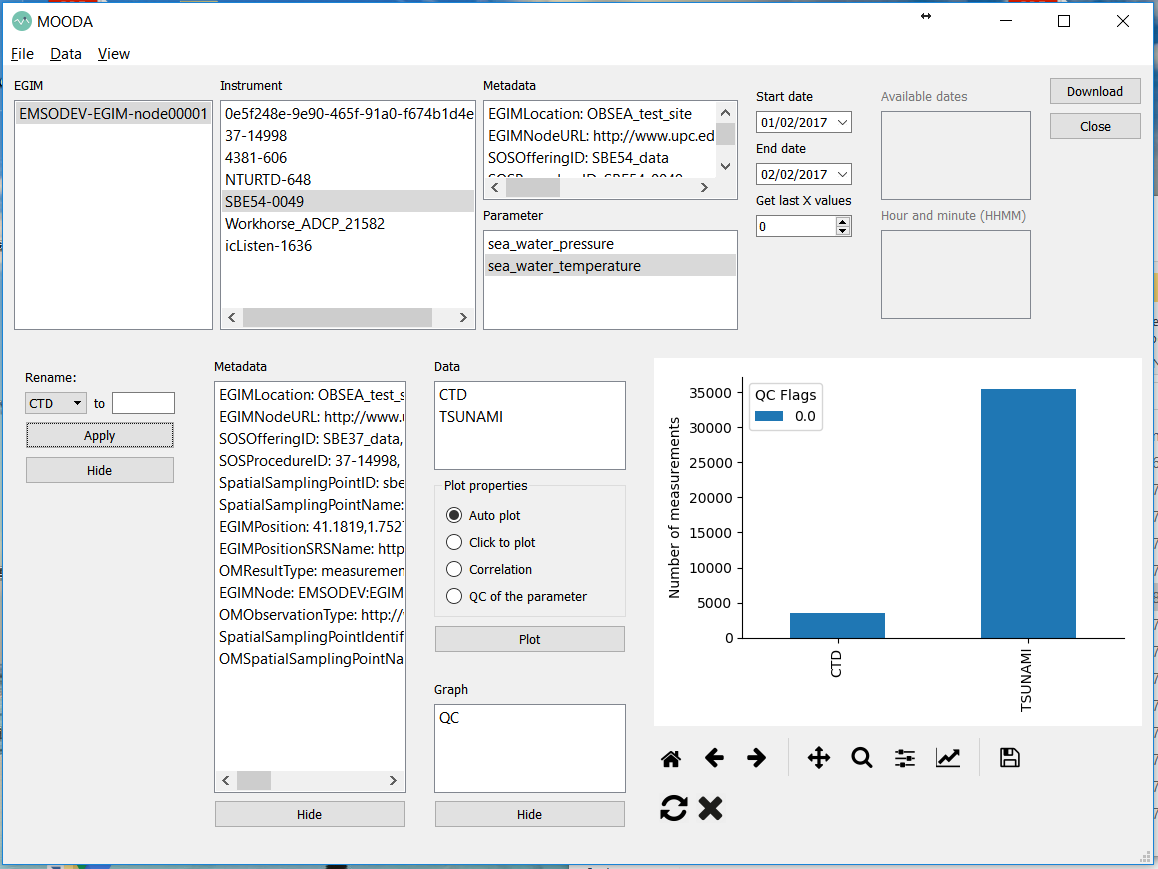 MOODA
File Data View
EGIM
EMSODEV-EGIM-node00001
Instrument
0e5f248e-9e90-465f-91a0-f674b1d4e
37-14998
4381-606
NTURTD-648
SBE54-0049
Workhorse_ADCP_21582
icListen-1636
Metadata
EGIMLocation: OBSEA_test_site
EGIMNodeURL: http://www.upc.ed
SOSOfferingID: SBE54_data
SOSProcedureID: SBE54-0049
Parameter
sea_water_pressure
sea_water_temperature
Start date
01/02/2017
End date
02/02/2017
Get last X values
0
Available dates
Hour and minute (HHMM)
Download
Close
Rename:
CTD to
Apply
Hide
Metadata
EGIMLocation: OBSEA_test_s
EGIMNodeURL: http://www.u
SOSOfferingID: SBE37_data,
SOSProcedureID: 37-14998,
SpatialSamplingPointID: sbe
SpatialSamplingPointName:
EGIMPosition: 41.1819,1.7527
EGIMPositionSRSName: http
OMResultType: measuremen
EGIMNode: EMSODEV:EGIM
OMObservationType: http://
SpatialSamplingPointIdentif
OMSpatialSamplingPointNa
Hide
Data
CTD
TSUNAMI
Plot properties
Auto plot
Click to plot
Correlation
QC of the parameter
Plot
Graph
QC
Hide
Number of measurements
35000
30000
25000
20000
15000
10000
5000
0
QC Flags
0.0
CTD
TSUNAMI